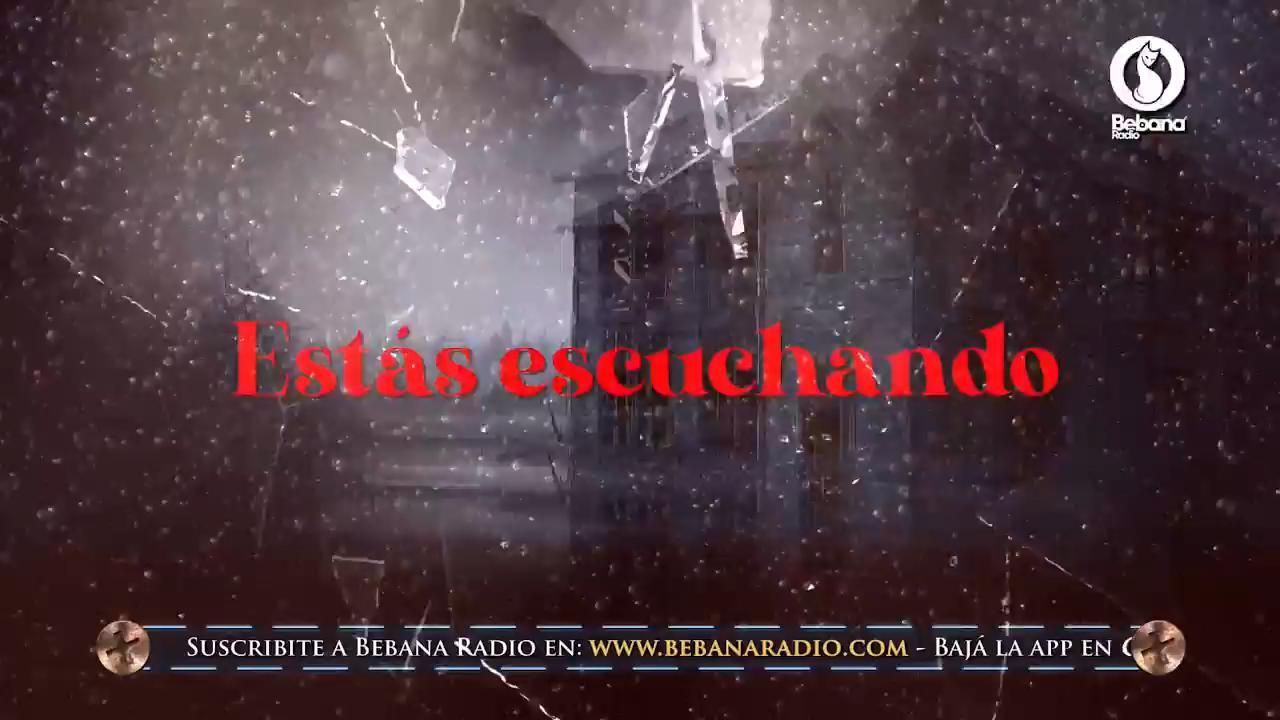 Bebana
Radio
Estás escuchando
Suscribite a Bebana Radio en: www.bebanaradio.com - Bajá la app en